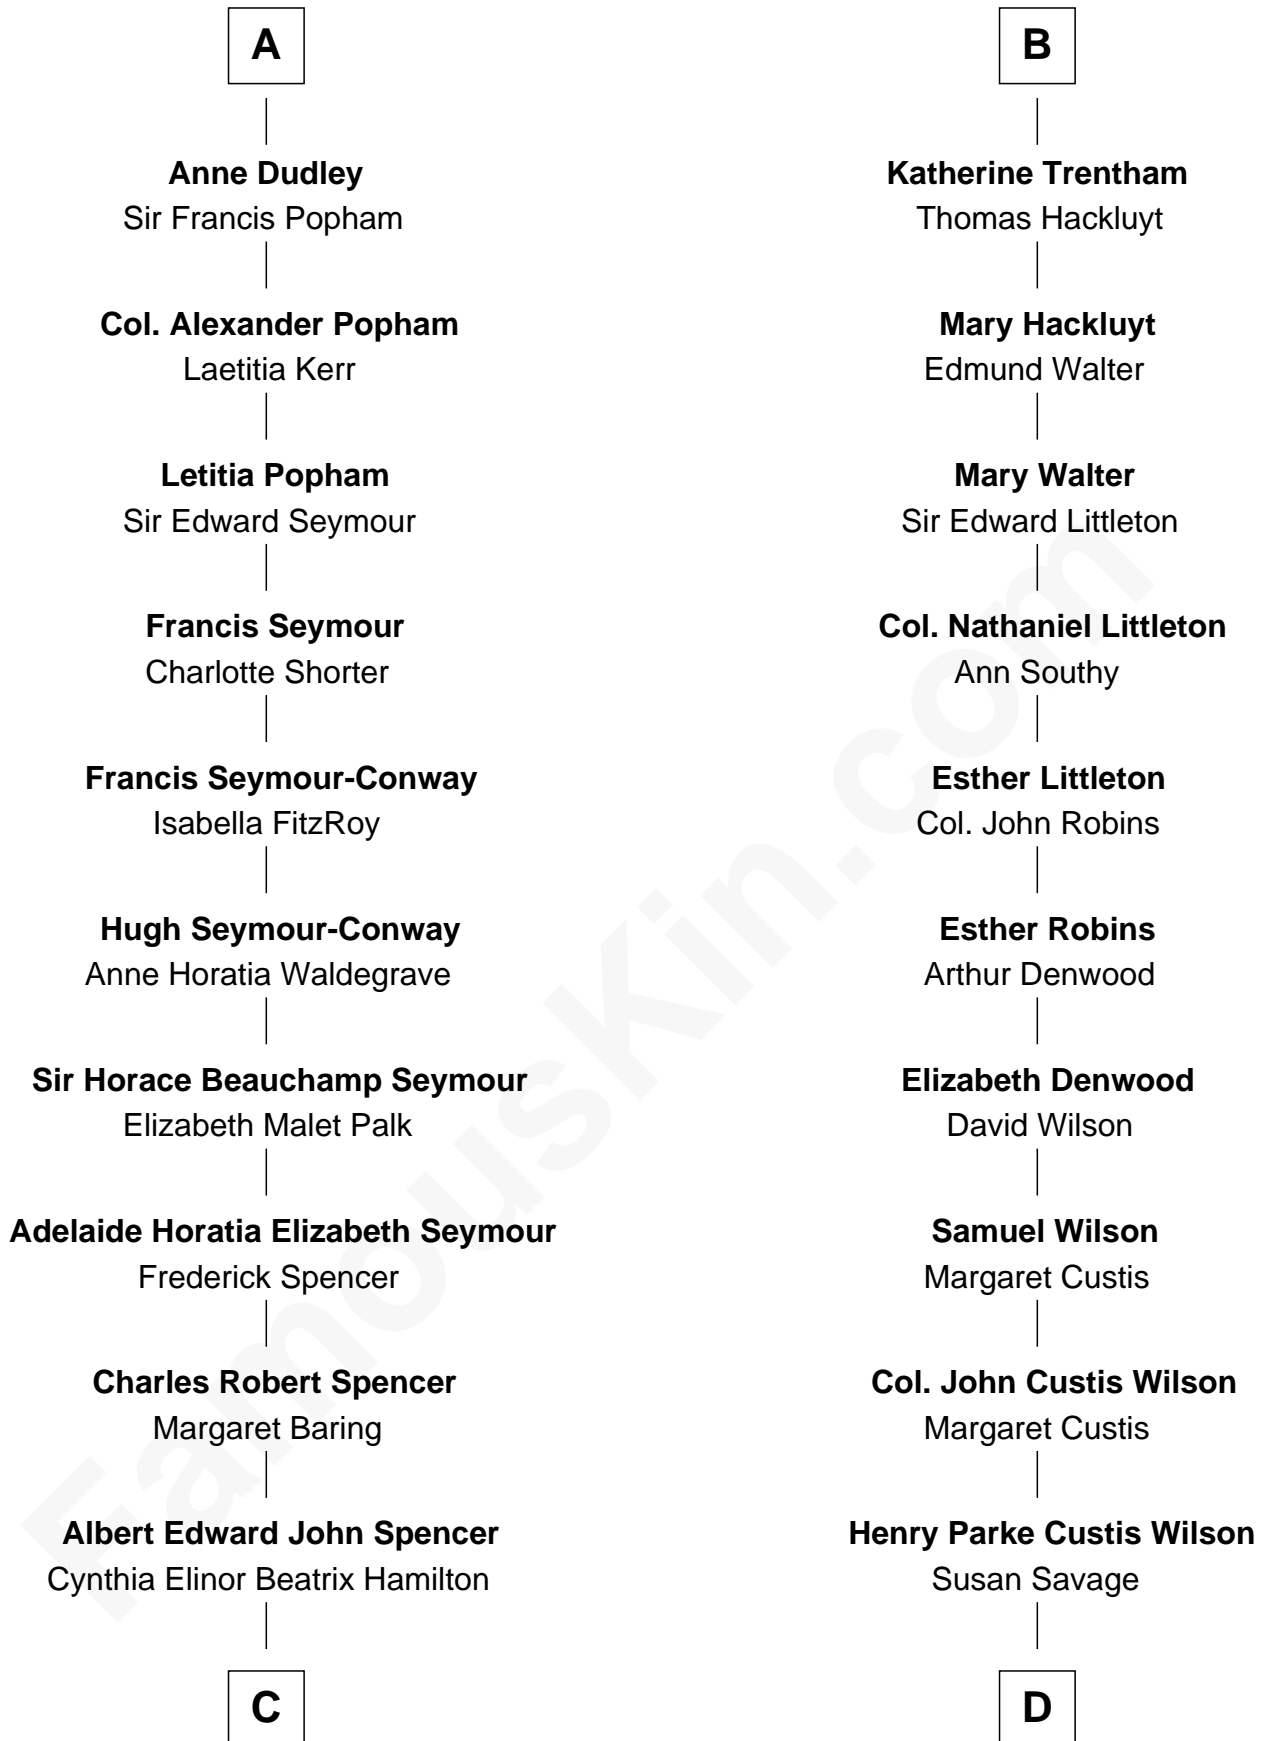 A
Anne Dudley
Sir Francis Popham
Col. Alexander Popham
Laetitia Kerr
Letitia Popham
Sir Edward Seymour
Francis Seymour
Charlotte Shorter
Francis Seymour-Conway
Isabella FitzRoy
Hugh Seymour-Conway
Anne Horatia Waldegrave
Sir Horace Beauchamp Seymour
Elizabeth Malet Palk
Adelaide Horatia Elizabeth Seymour
Frederick Spencer
Charles Robert Spencer
Margaret Baring
Albert Edward John Spencer
Cynthia Elinor Beatrix Hamilton
C
B
Katherine Trentham
Thomas Hackluyt
Mary Hackluyt
Edmund Walter
Mary Walter
Sir Edward Littleton
Col. Nathaniel Littleton
Ann Southy
Esther Littleton
Col. John Robins
Esther Robins
Arthur Denwood
Elizabeth Denwood
David Wilson
Samuel Wilson
Margaret Custis
Col. John Custis Wilson
Margaret Custis
Henry Parke Custis Wilson
Susan Savage
D
FamousKin.com